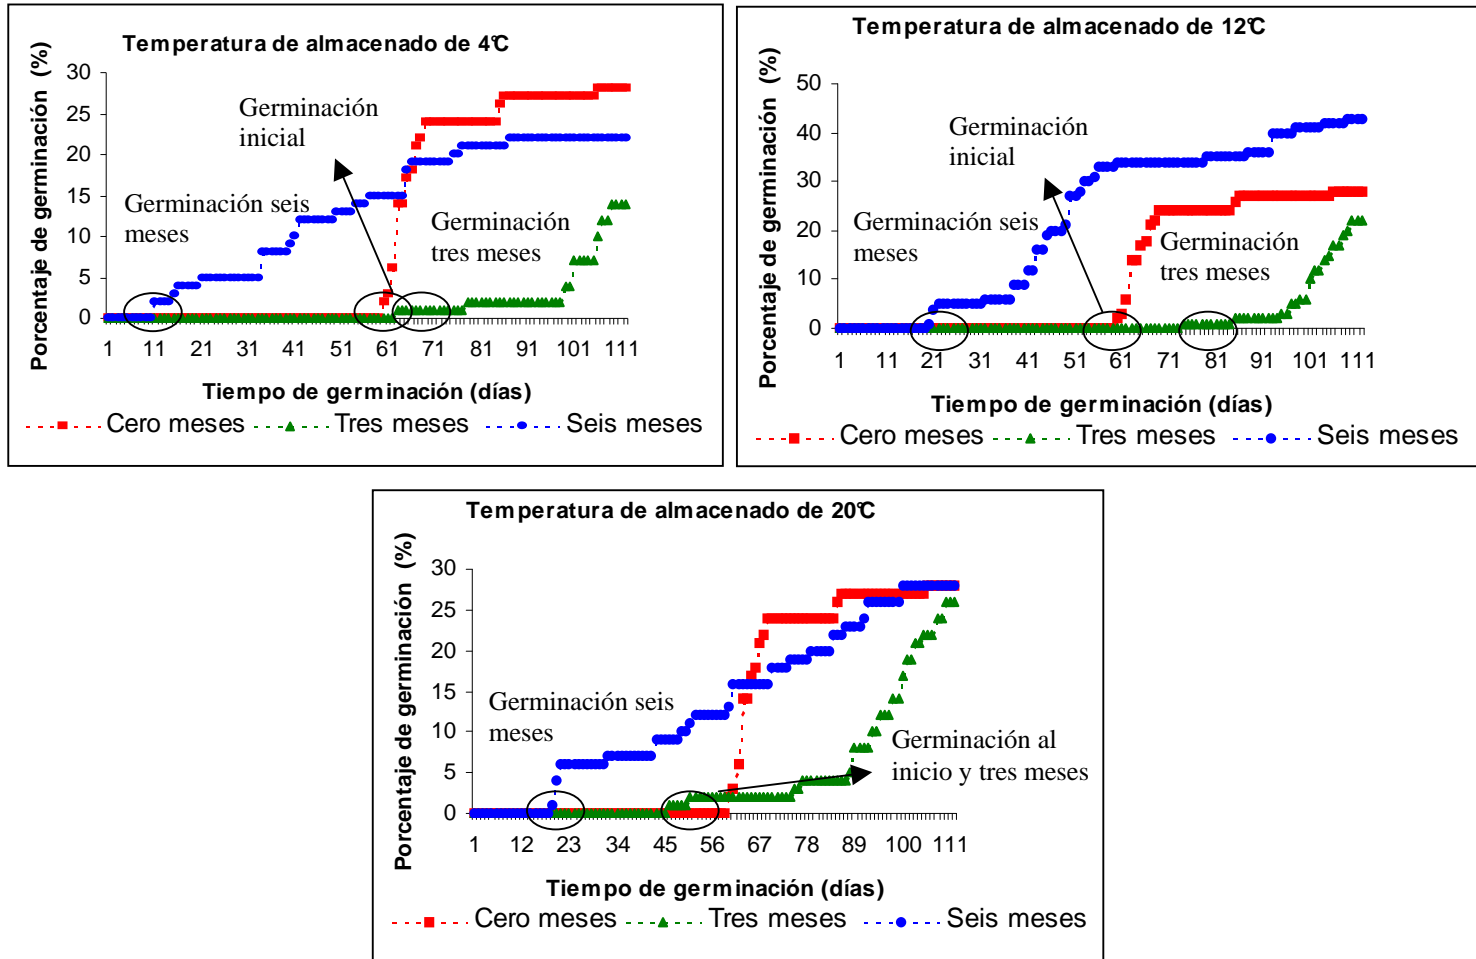 Temperatura de almacenado de 4°C
Porcentaje de germinación (%)
30
25
20
15
10
5
0
Germinación
inicial
Germinación seis
meses
Germinación
tres meses
1 11 21 31 41 51 61 71 81 91 101 111
Tiempo de germinación (días)
Cero meses Tres meses Seis meses
Temperatura de almacenado de 12°C
Porcentaje de germinación (%)
50
40
30
20
10
0
Germinación
inicial
Germinación seis
meses
Germinación
tres meses
1 11 21 31 41 51 61 71 81 91 101 111
Tiempo de germinación (días)
Cero meses Tres meses Seis meses
Temperatura de almacenado de 20°C
Porcentaje de germinación (%)
30
25
20
15
10
5
0
Germinación seis
meses
Germinación al
inicio y tres meses
1 12 23 34 45 56 67 78 89 100 111
Tiempo de germinación (días)
Cero meses Tres meses Seis meses